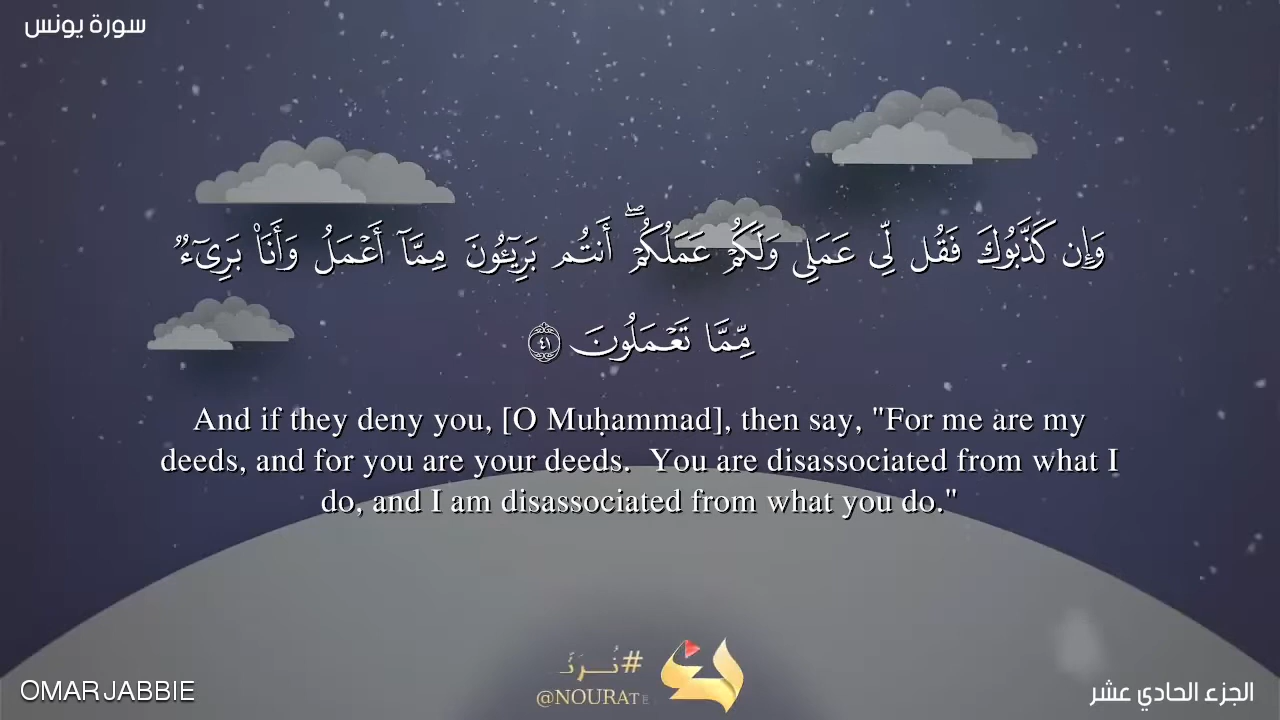 سورة يونس
وَإِن كَذَّبُوكَ فَقُل لِّى عَمَلِى وَلَكُمْ عَمَلُكُمْ ۖ أَنتُم بَرِيٓـُٔونَ مِمَّآ أَعْمَلُ وَأَنَا۠ بَرِىٓءٌ
مِّمَّا تَعْمَلُونَ ٤١
And if they deny you, [O Muḥammad], then say, "For me are my
deeds, and for you are your deeds.  You are disassociated from what I
do, and I am disassociated from what you do."
@NOURATE
OMAR JABBIE
الجزء الحادي عشر